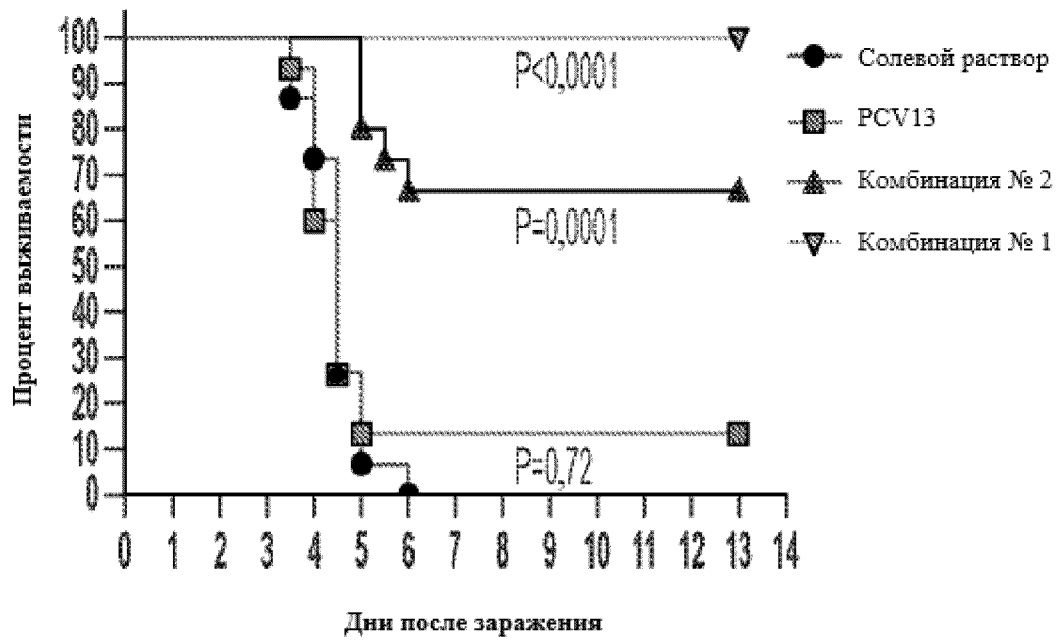 Процент выживаемости
100
90
80
70
60
50
40
30
20
10
0
P<0,0001
P=0,0001
P=0,72
0 1 2 3 4 5 6 7 8 9 10 11 12 13 14
Дни после заражения
Солевой раствор
PCV13
Комбинация № 2
Комбинация № 1